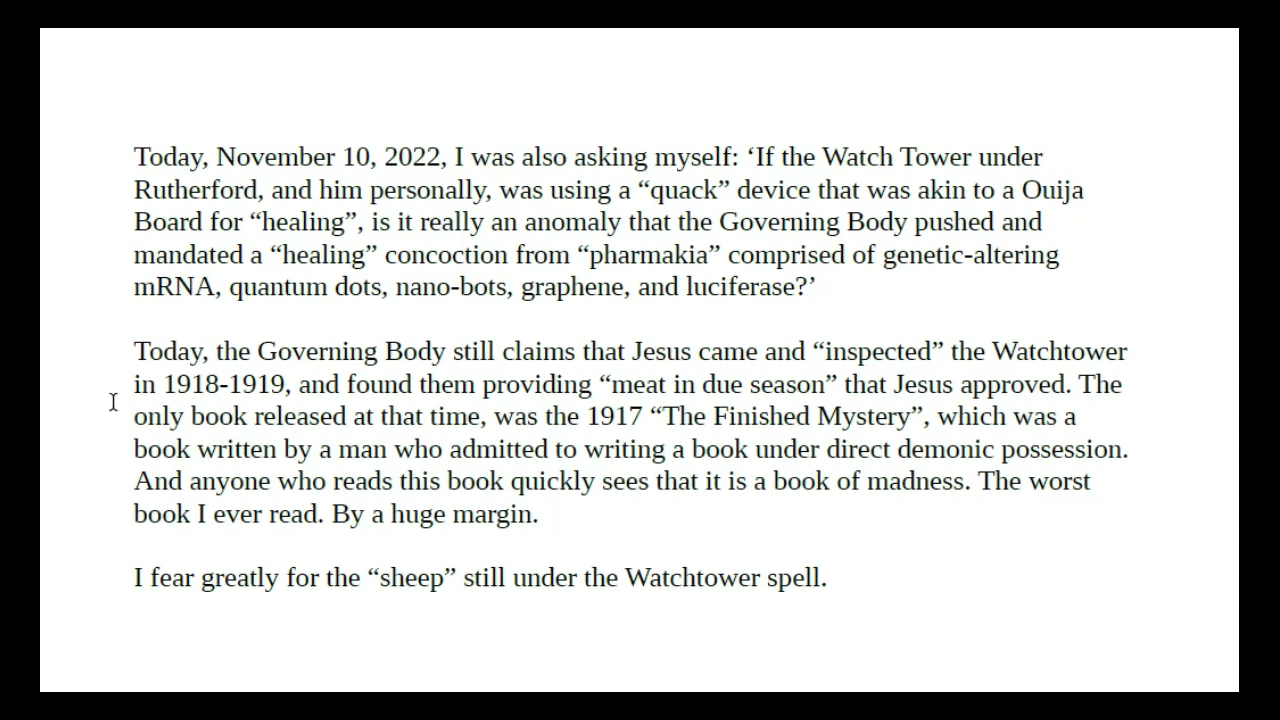 Today, November 10, 2022, I was also asking myself: ‘If the Watch Tower under
Rutherford, and him personally, was using a “quack” device that was akin to a Ouija
Board for “healing”, is it really an anomaly that the Governing Body pushed and
mandated a “healing” concoction from “pharmakia” comprised of genetic-altering
mRNA, quantum dots, nano-bots, graphene, and luciferase?’
Today, the Governing Body still claims that Jesus came and “inspected” the Watchtower
in 1918-1919, and found them providing “meat in due season” that Jesus approved. The
only book released at that time, was the 1917 “The Finished Mystery”, which was a
book written by a man who admitted to writing a book under direct demonic possession.
And anyone who reads this book quickly sees that it is a book of madness. The worst
book I ever read. By a huge margin.
I fear greatly for the “sheep” still under the Watchtower spell.